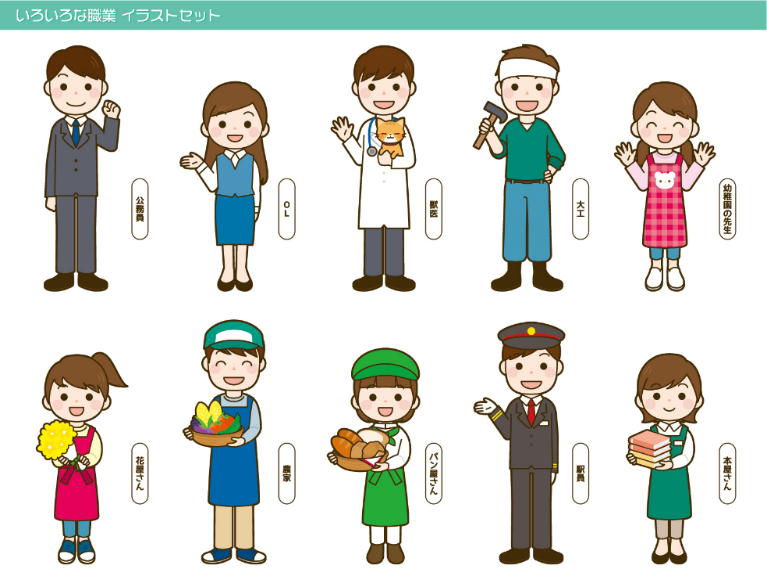 いろいろな職業 イラストセット
公務員
OL
獣医
大工
幼稚園の先生
花屋さん
農家
パン屋さん
駅員
本屋さん